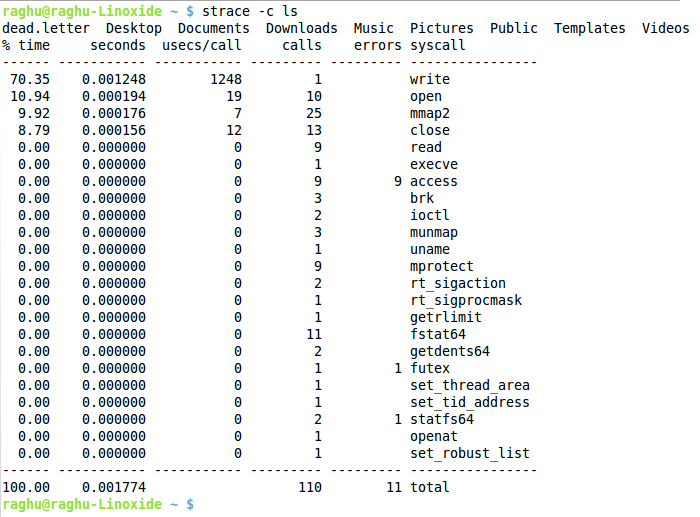 raghu@raghu-Linoxide ~ $ strace -c ls
dead.letter  Desktop  Documents  Downloads  Music  Pictures  Public  Templates  Videos
% time     seconds  usecs/call     calls    errors syscall
------ ----------- ----------- --------- --------- ----------------
 70.35    0.001248        1248         1           write
 10.94    0.000194          19        10           open
  9.92    0.000176           7        25           mmap2
  8.79    0.000156          12        13           close
  0.00    0.000000           0         9           read
  0.00    0.000000           0         1           execve
  0.00    0.000000           0         9         9 access
  0.00    0.000000           0         3           brk
  0.00    0.000000           0         2           ioctl
  0.00    0.000000           0         3           munmap
  0.00    0.000000           0         1           uname
  0.00    0.000000           0         9           mprotect
  0.00    0.000000           0         2           rt_sigaction
  0.00    0.000000           0         1           rt_sigprocmask
  0.00    0.000000           0         1           getrlimit
  0.00    0.000000           0        11           fstat64
  0.00    0.000000           0         2           getdents64
  0.00    0.000000           0         1         1 futex
  0.00    0.000000           0         1           set_thread_area
  0.00    0.000000           0         1           set_tid_address
  0.00    0.000000           0         2         1 statfs64
  0.00    0.000000           0         1           openat
  0.00    0.000000           0         1           set_robust_list
------ ----------- ----------- --------- --------- ----------------
100.00    0.001774                   110        11 total
raghu@raghu-Linoxide ~ $